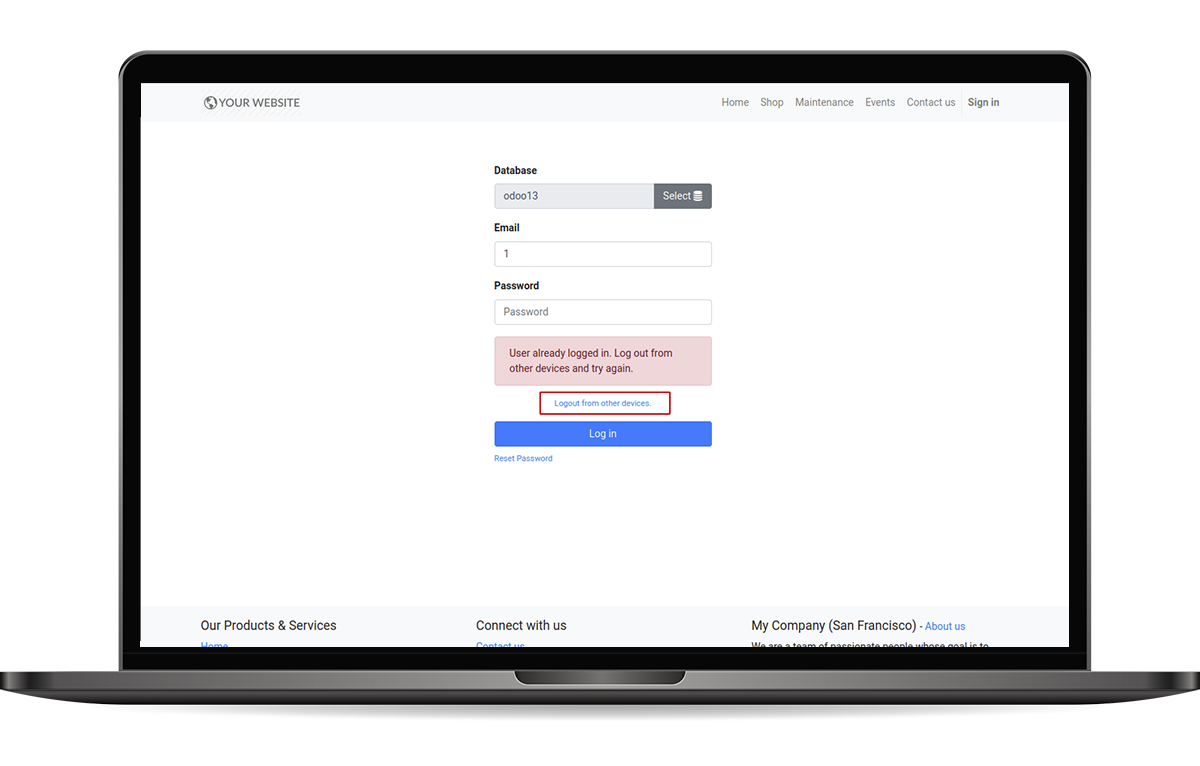 YOUR WEBSITE
Home Shop Maintenance Events Contact us Sign in
Database
odoo13 Select
Email
1
Password
Password
User already logged in. Log out from
other devices and try again.
Logout from other devices.
Log in
Reset Password
Our Products & Services Connect with us My Company (San Francisco) - About us
Home Contact us We are a team of passionate people whose goal is to